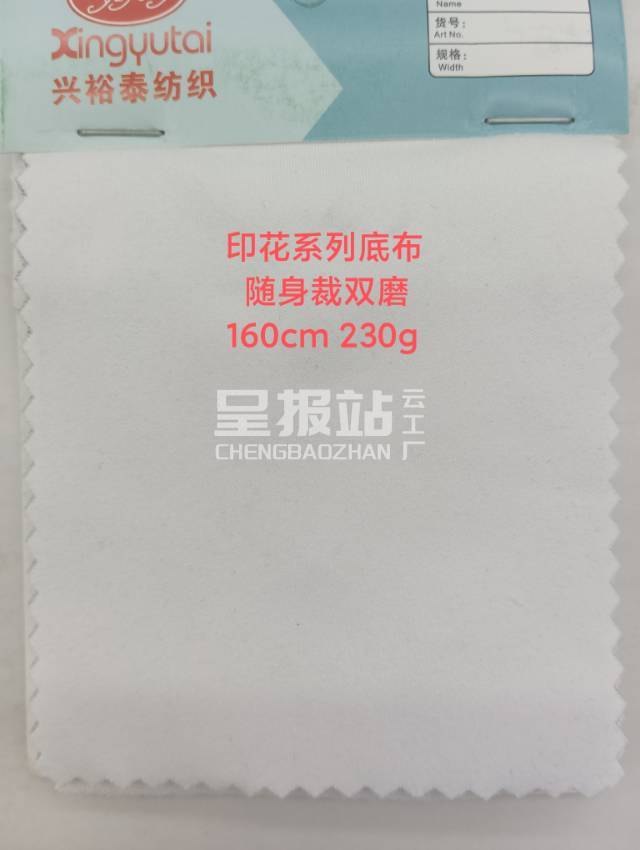 Xingyutai
兴裕泰纺织
Name
货号：
Art No.
规格：
Width
印花系列底布
随身裁双磨
160cm 230g
呈报站云工厂
CHENGBAOZHAN